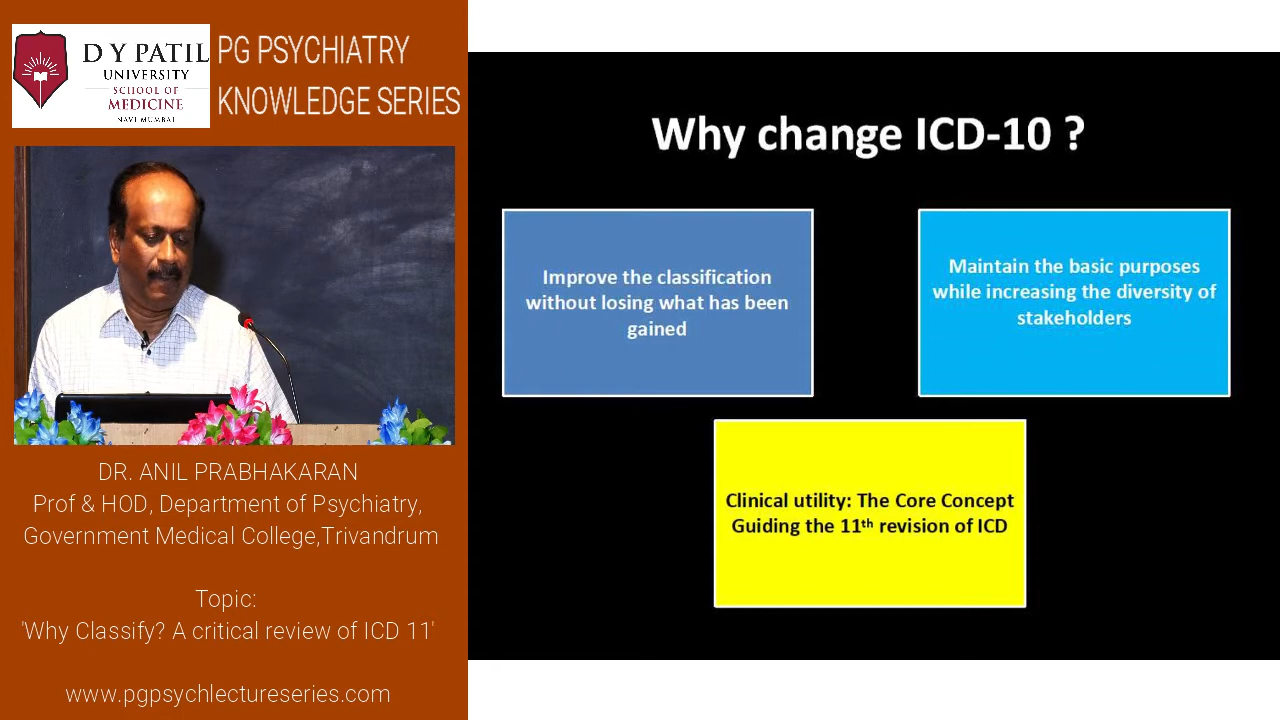 D Y PATIL
UNIVERSITY
SCHOOL OF
MEDICINE
NAVI MUMBAI
PG PSYCHIATRY
KNOWLEDGE SERIES
DR. ANIL PRABHAKARAN
Prof & HOD, Department of Psychiatry,
Government Medical College,Trivandrum
Topic:
'Why Classify? A critical review of ICD 11'
www.pgpsychlectureseries.com
Why change ICD-10 ?
Improve the classification
without losing what has been
gained
Maintain the basic purposes
while increasing the diversity of
stakeholders
Clinical utility: The Core Concept
Guiding the 11th revision of ICD